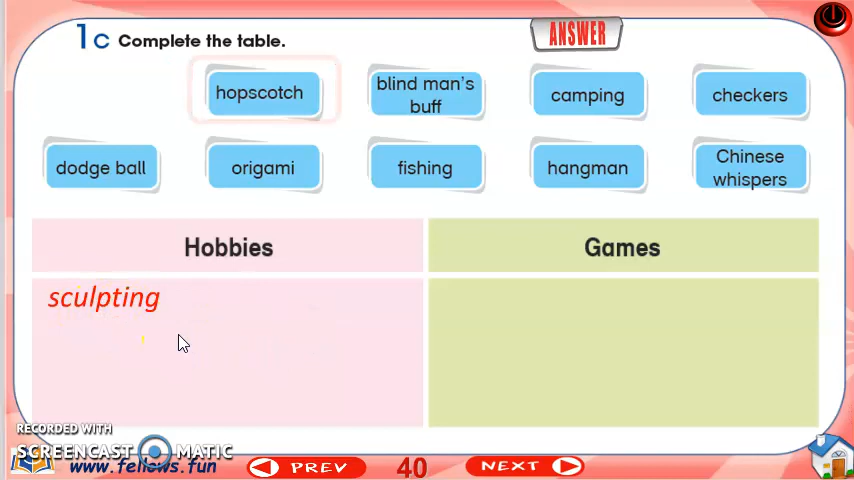 1c Complete the table.
ANSWER
hopscotch
blind man's
buff
camping
checkers
dodge ball
origami
fishing
hangman
Chinese
whispers
Hobbies
Games
sculpting
RECORDED WITH
SCREENCAST MATIC
www.fellows.fun
PREV
40
NEXT